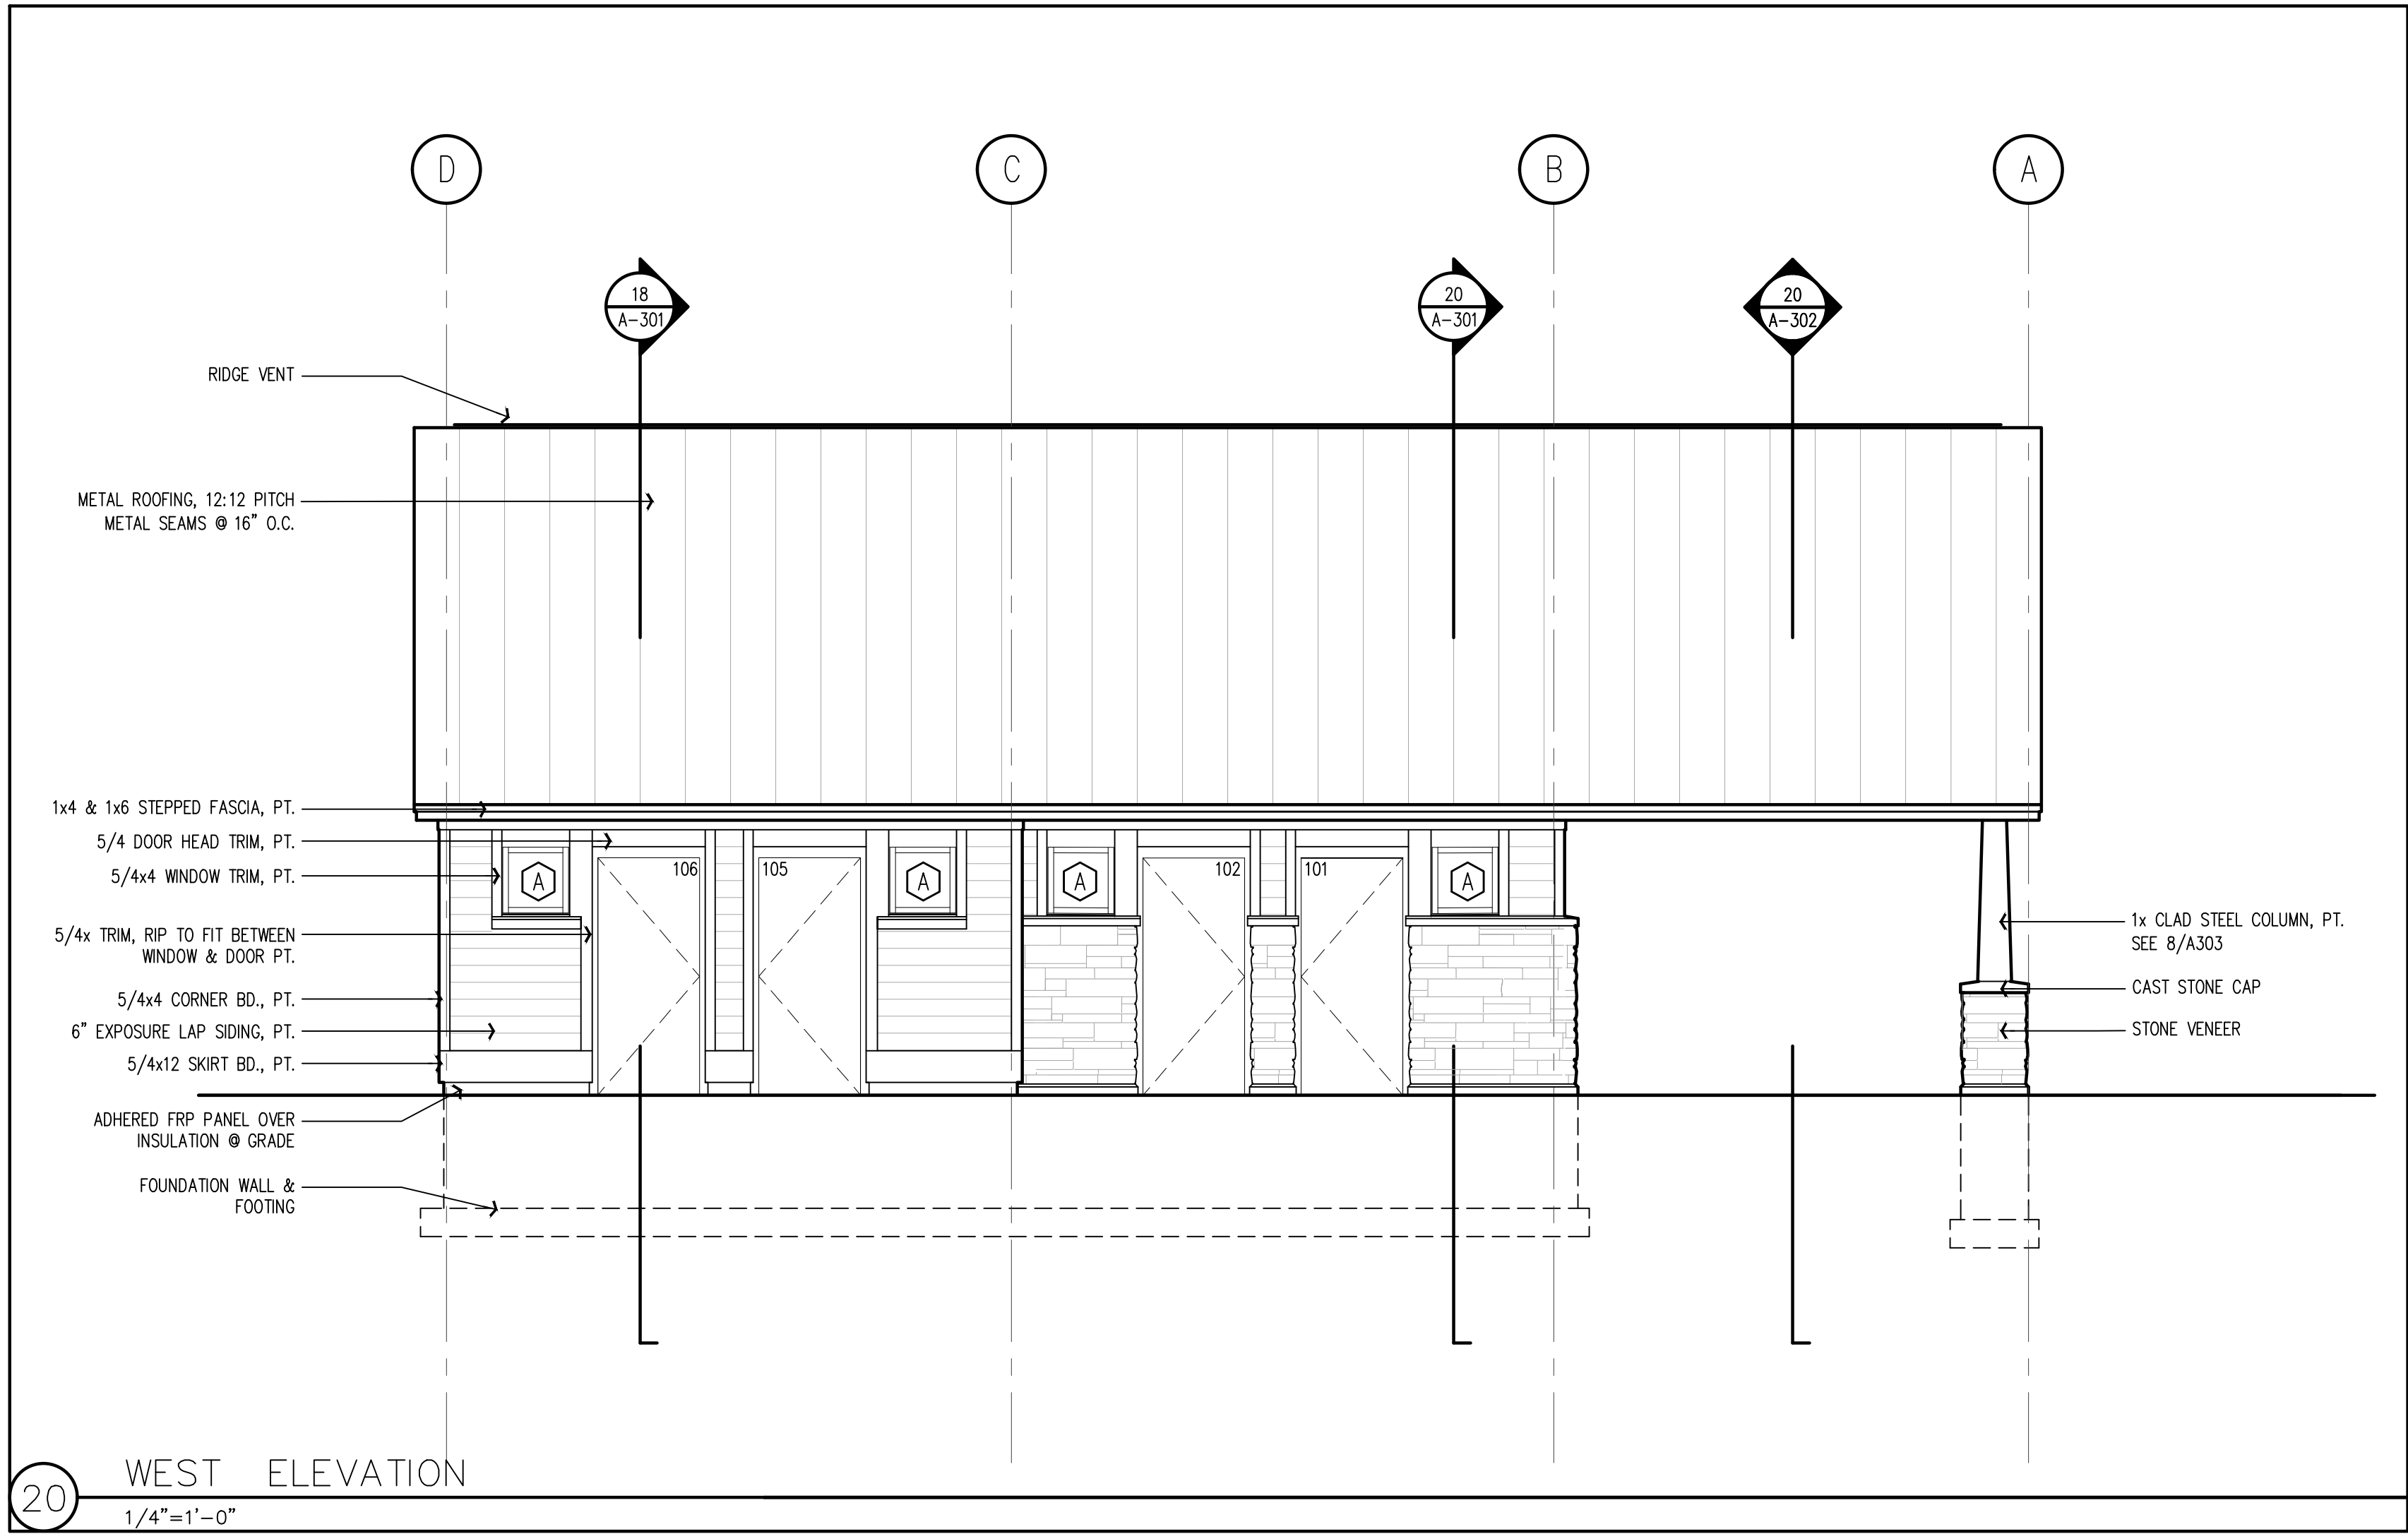 D
C
B
A
18
A-301
20
A-301
20
A-302
RIDGE VENT
METAL ROOFING, 12:12 PITCH
METAL SEAMS @ 16" O.C.
1x4 & 1x6 STEPPED FASCIA, PT.
5/4 DOOR HEAD TRIM, PT.
5/4x4 WINDOW TRIM, PT.
5/4x TRIM, RIP TO FIT BETWEEN
WINDOW & DOOR PT.
5/4x4 CORNER BD., PT.
6" EXPOSURE LAP SIDING, PT.
5/4x12 SKIRT BD., PT.
ADHERED FRP PANEL OVER
INSULATION @ GRADE
FOUNDATION WALL &
FOOTING
A
106
105
A
A
102
101
A
1x CLAD STEEL COLUMN, PT.
SEE 8/A303
CAST STONE CAP
STONE VENEER
20
WEST ELEVATION
1/4"=1'-0"